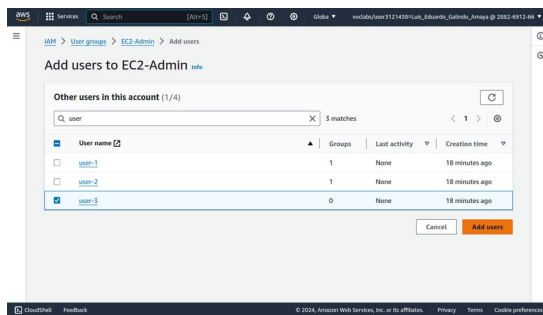 aws Services Search [Alt+S] Globa voclabs/user3121438=Luis_Eduardo_Galindo_Amaya @ 2882-6912-66
IAM > User groups > EC2-Admin > Add users
Add users to EC2-Admin Info
Other users in this account (1/4)
user 3 matches 1
User name Groups Last activity Creation time
user-1 1 None 18 minutes ago
user-2 1 None 18 minutes ago
user-3 0 None 18 minutes ago
Cancel Add users
CloudShell Feedback © 2024, Amazon Web Services, Inc. or its affiliates. Privacy Terms Cookie preferences